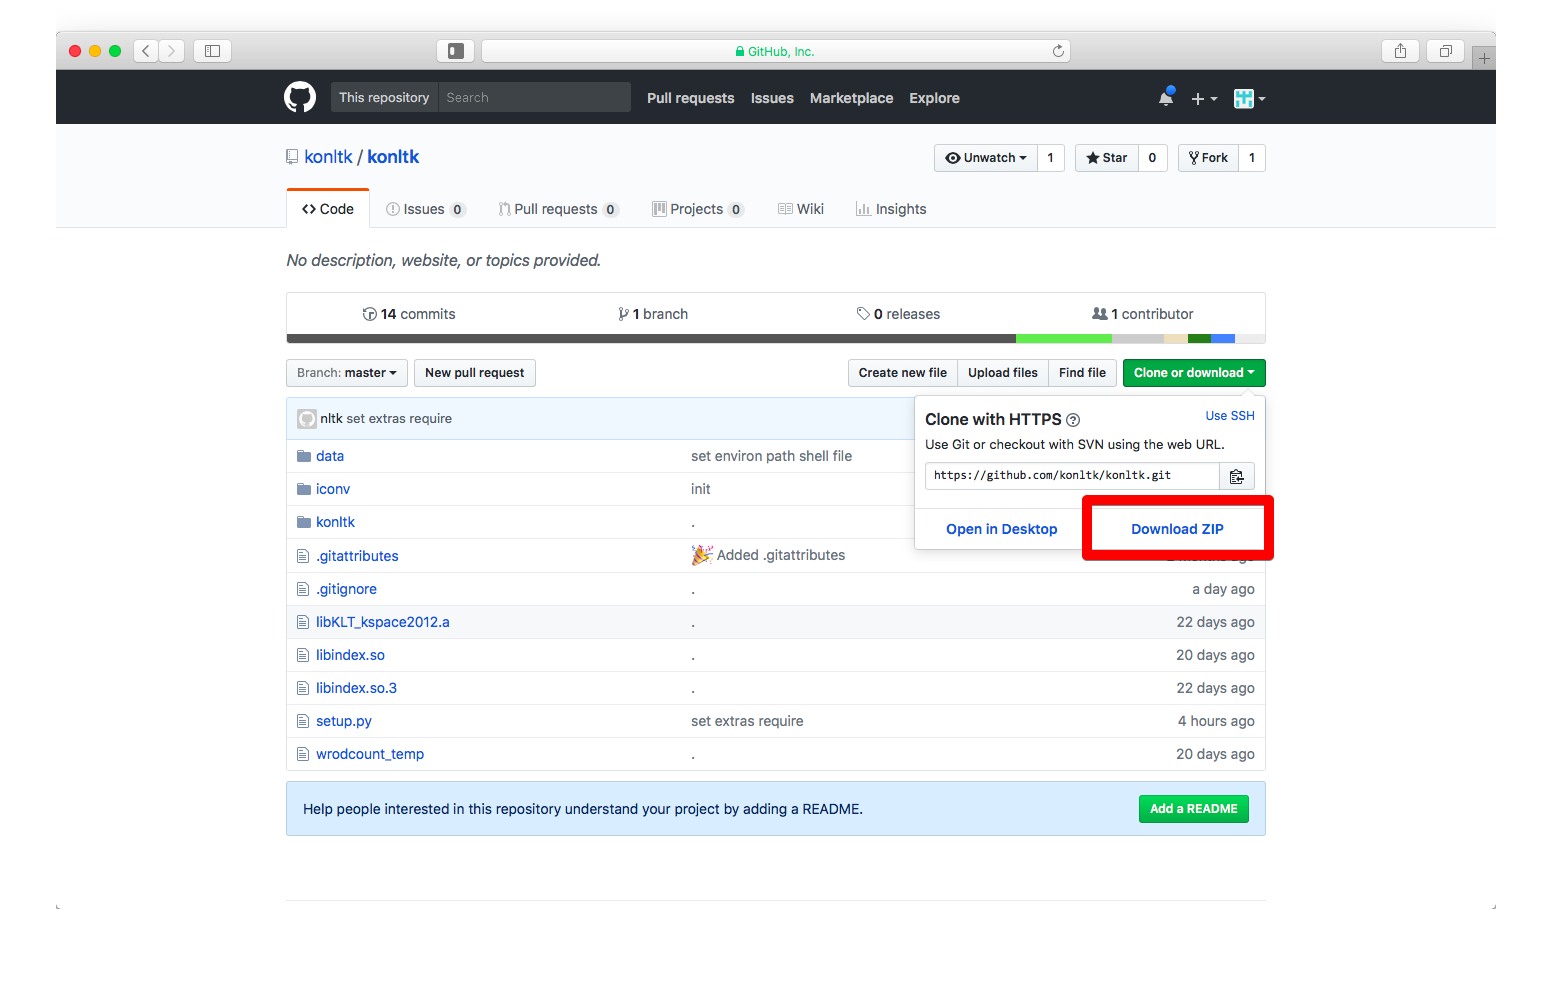 GitHub, Inc.
This repository Search Pull requests Issues Marketplace Explore
konltk / konltk Unwatch 1 Star 0 Fork 1
Code Issues 0 Pull requests 0 Projects 0 Wiki Insights
No description, website, or topics provided.
14 commits 1 branch 0 releases 1 contributor
Branch: master New pull request Create new file Upload files Find file Clone or download
nltk set extras require
Clone with HTTPS ? Use SSH
Use Git or checkout with SVN using the web URL.
https://github.com/konltk/konltk.git
Open in Desktop Download ZIP
data set environ path shell file
iconv init
konltk .
.gitattributes Added .gitattributes
.gitignore . a day ago
libKLT_kspace2012.a . 22 days ago
libindex.so . 20 days ago
libindex.so.3 . 22 days ago
setup.py set extras require 4 hours ago
wrodcount_temp . 20 days ago
Help people interested in this repository understand your project by adding a README. Add a README